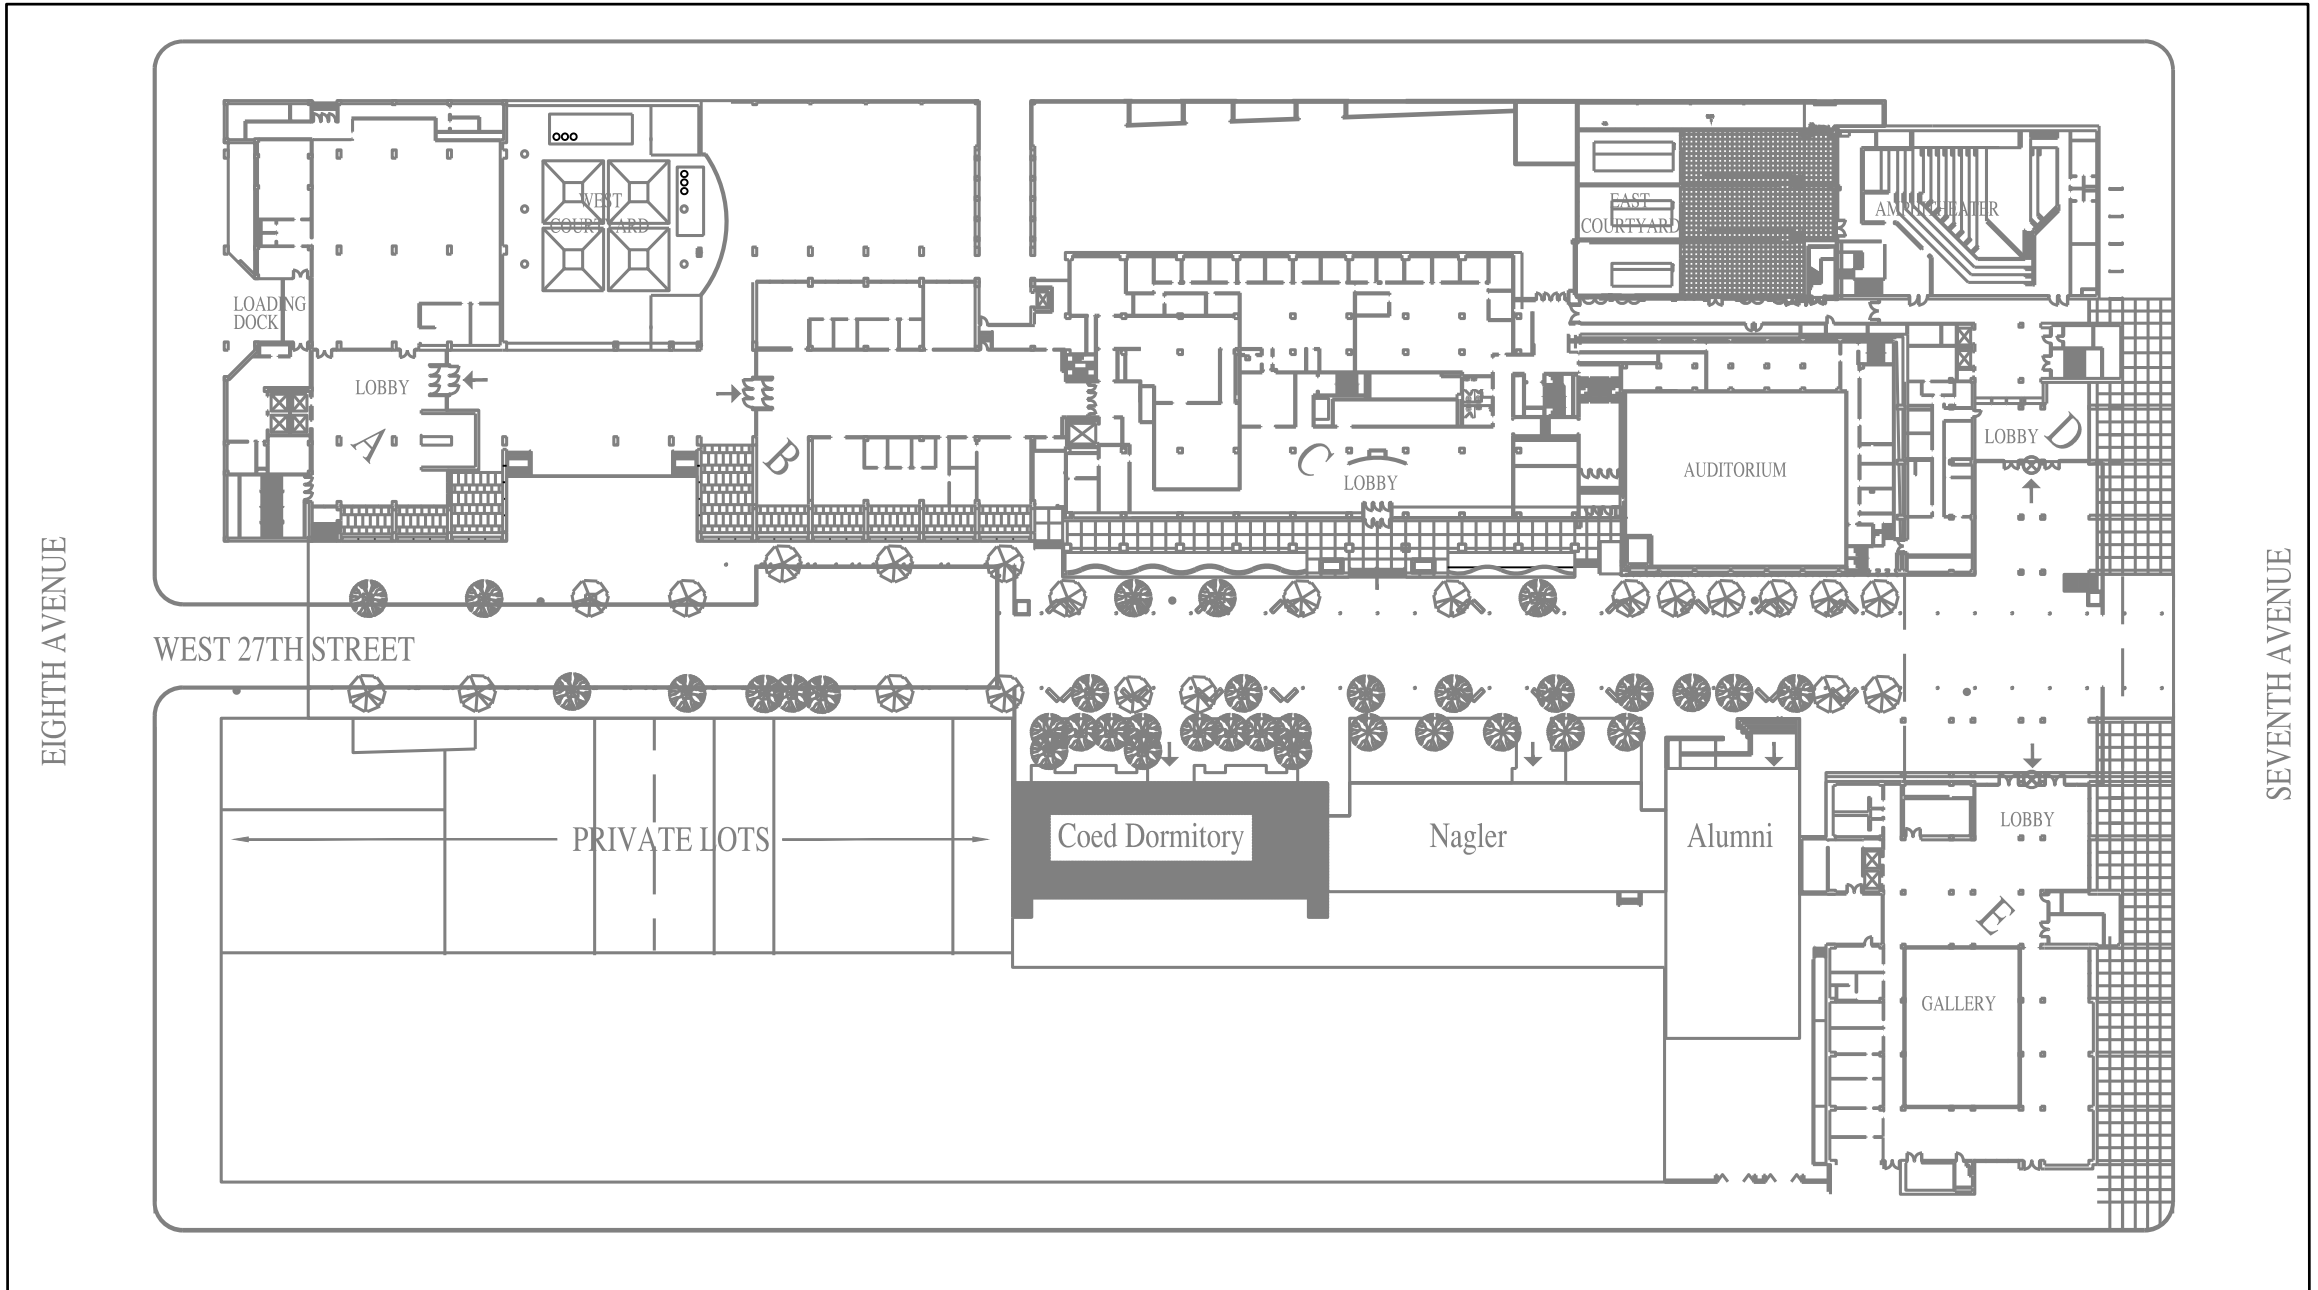 WEST
COURTYARD
EAST
COURTYARD
AMPHITHEATER
LOADING
DOCK
LOBBY
A
B
C
LOBBY
AUDITORIUM
LOBBY
D
EIGHTH AVENUE
WEST 27TH STREET
SEVENTH AVENUE
PRIVATE LOTS
Coed Dormitory
Nagler
Alumni
LOBBY
E
GALLERY